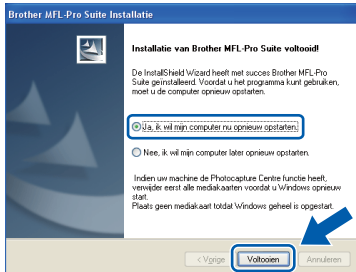 Brother MFL-Pro Suite Installatie
Installatie van Brother MFL-Pro Suite voltooid!
De InstallShield Wizard heeft met succes Brother MFL-Pro
Suite geïnstalleerd. Voordat u het programma kunt gebruiken,
moet u de computer opnieuw opstarten.
Ja, ik wil mijn computer nu opnieuw opstarten.
Nee, ik wil mijn computer later opnieuw opstarten.
Indien uw machine de Photocapture Centre functie heeft,
verwijder eerst alle mediakaarten voordat u Windows opnieuw
start.
Plaats geen mediakaart totdat Windows geheel is opgestart.
< Vorige
Voltooien
Annuleren